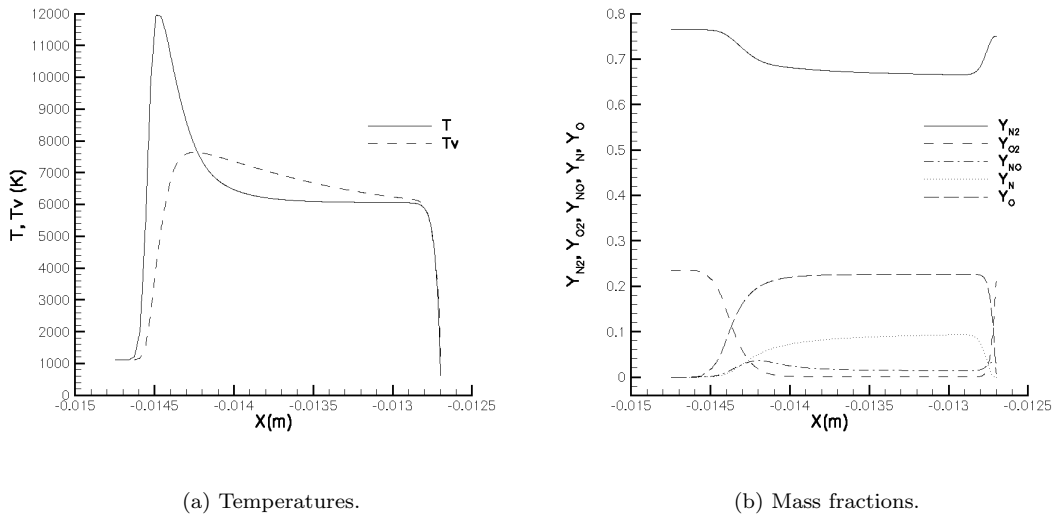 12000
11000
10000
9000
8000
7000
6000
5000
4000
3000
2000
1000
0
T, Tv (K)
T
Tv
-0.015 -0.0145 -0.014 -0.0135 -0.013 -0.0125
X(m)
(a) Temperatures.
0.8
0.7
0.6
0.5
0.4
0.3
0.2
0.1
0
Y_N2, Y_O2, Y_NO, Y_N, Y_O
Y_N2
Y_O2
Y_NO
Y_N
Y_O
-0.015 -0.0145 -0.014 -0.0135 -0.013 -0.0125
X(m)
(b) Mass fractions.